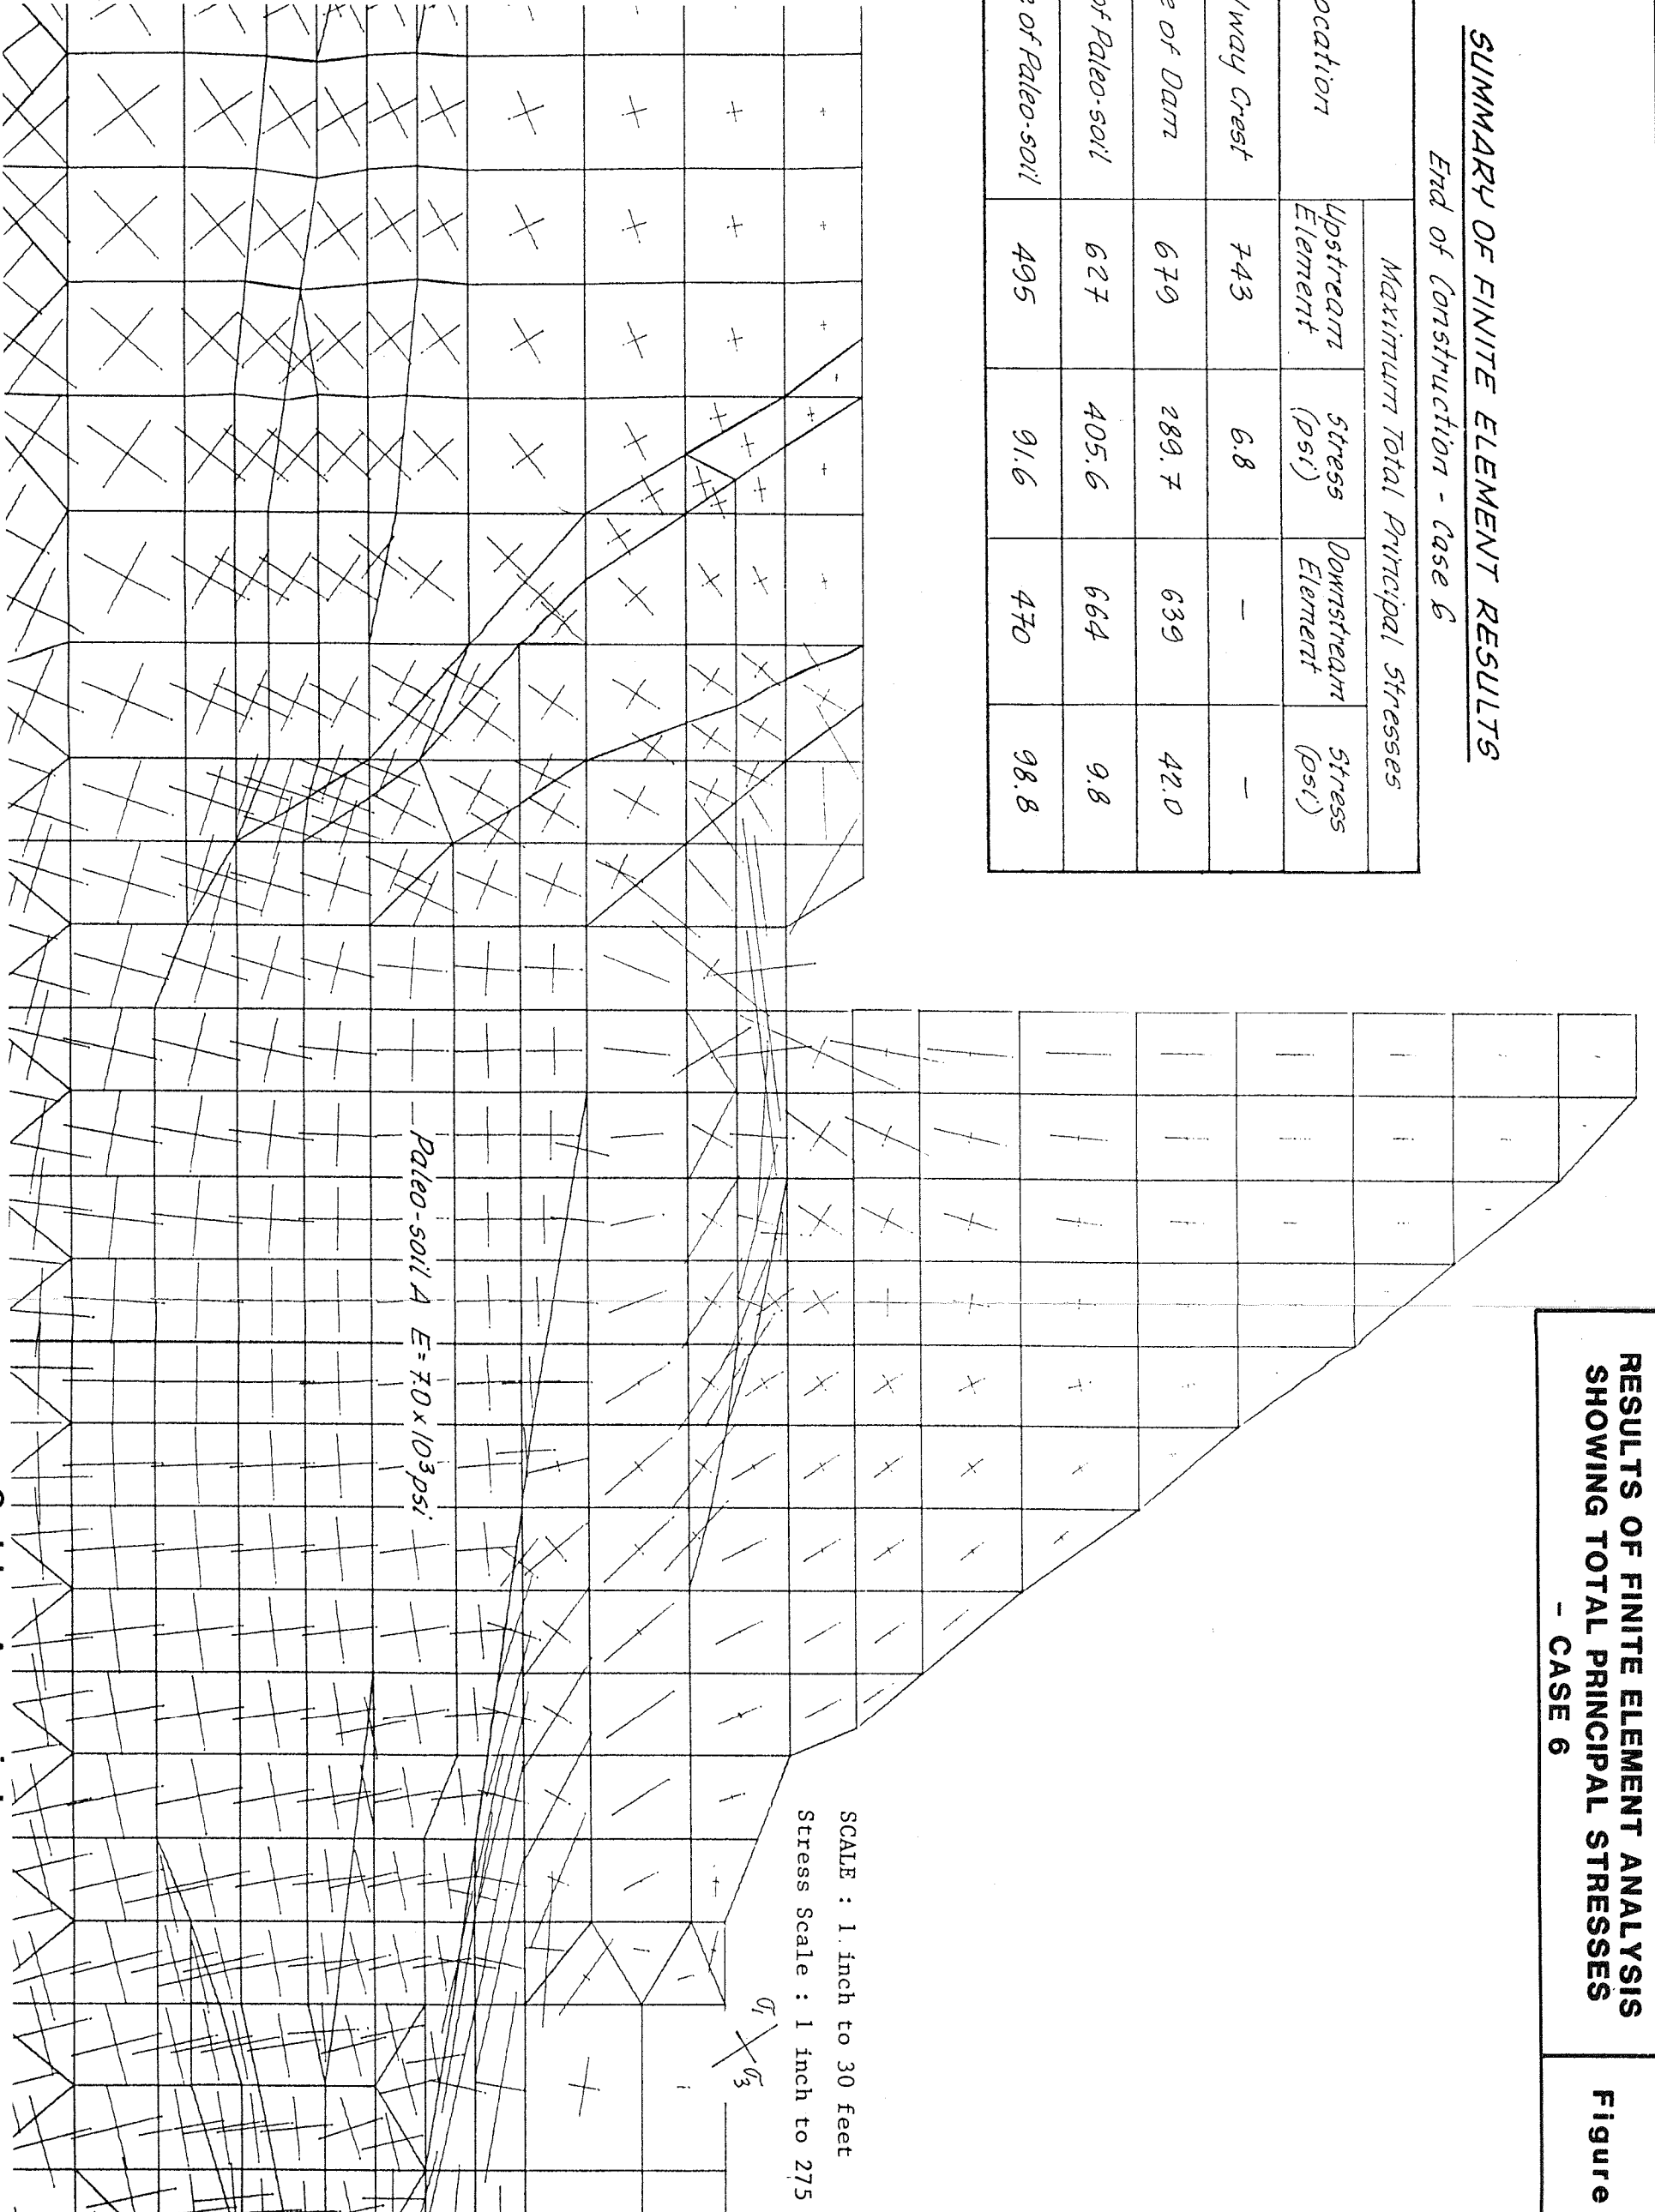 SUMMARY OF FINITE ELEMENT RESULTS
End of Construction - Case 6
ocation
Maximum Total Principal Stresses
Upstream Element
Stress (psi)
Downstream Element
Stress (psi)
lway Crest 743 6.8 - -
e of Dam 679 289.7 639 42.0
of Paleo-soil 627 405.6 664 9.8
e of Paleo-soil 495 91.6 470 98.8
Paleo-soil A E=7.0x10³psi
SCALE : 1 inch to 30 feet
Stress Scale : 1 inch to 275
σ₁ σ₃
RESULTS OF FINITE ELEMENT ANALYSIS
SHOWING TOTAL PRINCIPAL STRESSES
- CASE 6
Figure